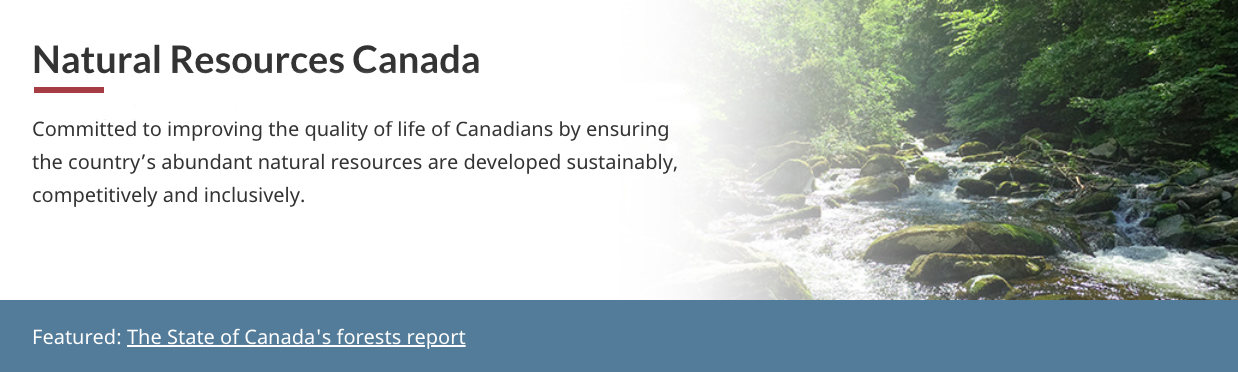 Natural Resources Canada
Committed to improving the quality of life of Canadians by ensuring
the country’s abundant natural resources are developed sustainably,
competitively and inclusively.
Featured: The State of Canada's forests report